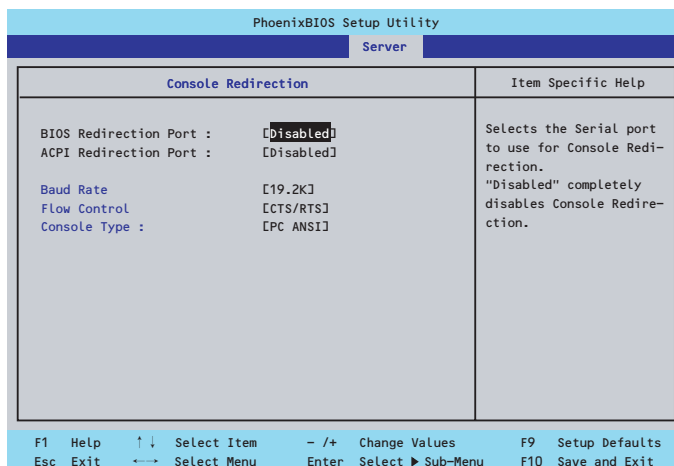 PhoenixBIOS Setup Utility
Server
Console Redirection
Item Specific Help
BIOS Redirection Port : [Disabled]
ACPI Redirection Port : [Disabled]
Baud Rate [19.2K]
Flow Control [CTS/RTS]
Console Type : [PC ANSI]
Selects the Serial port
to use for Console Redi-
rection.
"Disabled" completely
disables Console Redire-
ction.
F1 Help ↑↓ Select Item - /+ Change Values F9 Setup Defaults
Esc Exit ←→ Select Menu Enter Select ▶ Sub-Menu F10 Save and Exit